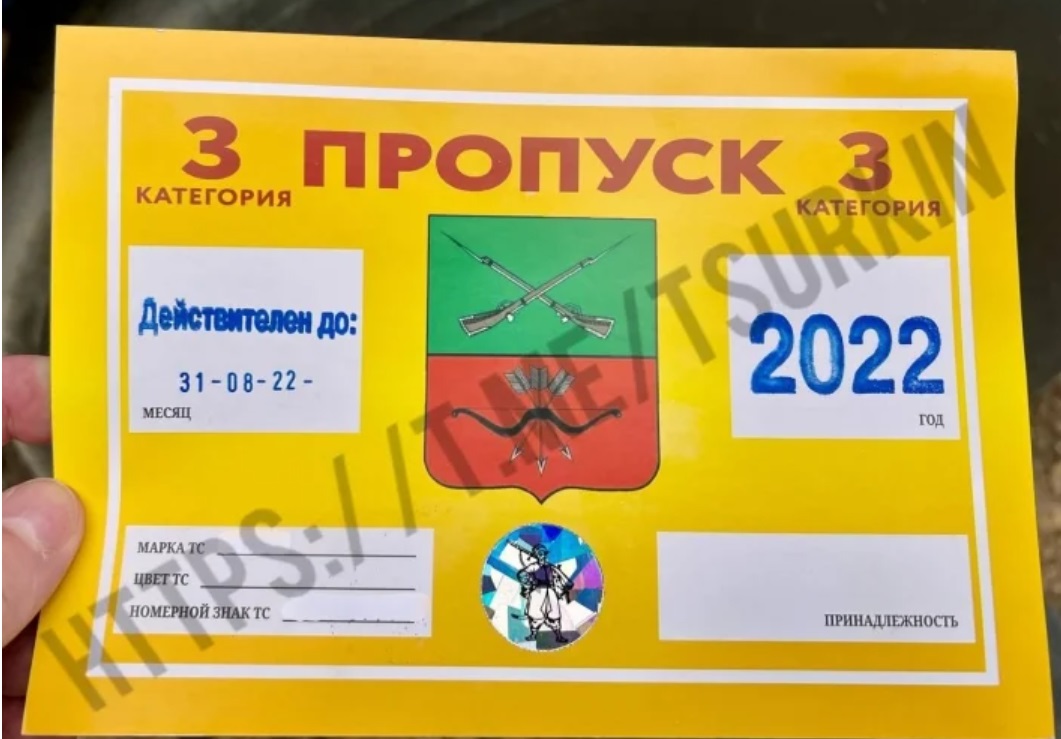 3 ПРОПУСК 3
КАТЕГОРИЯ КАТЕГОРИЯ
Действителен до:
31-08-22-
МЕСЯЦ
2022
ГОД
МАРКА ТС
ЦВЕТ ТС
НОМЕРНОЙ ЗНАК ТС
ПРИНАДЛЕЖНОСТЬ
HTTPS://T.ME/TSURKIN